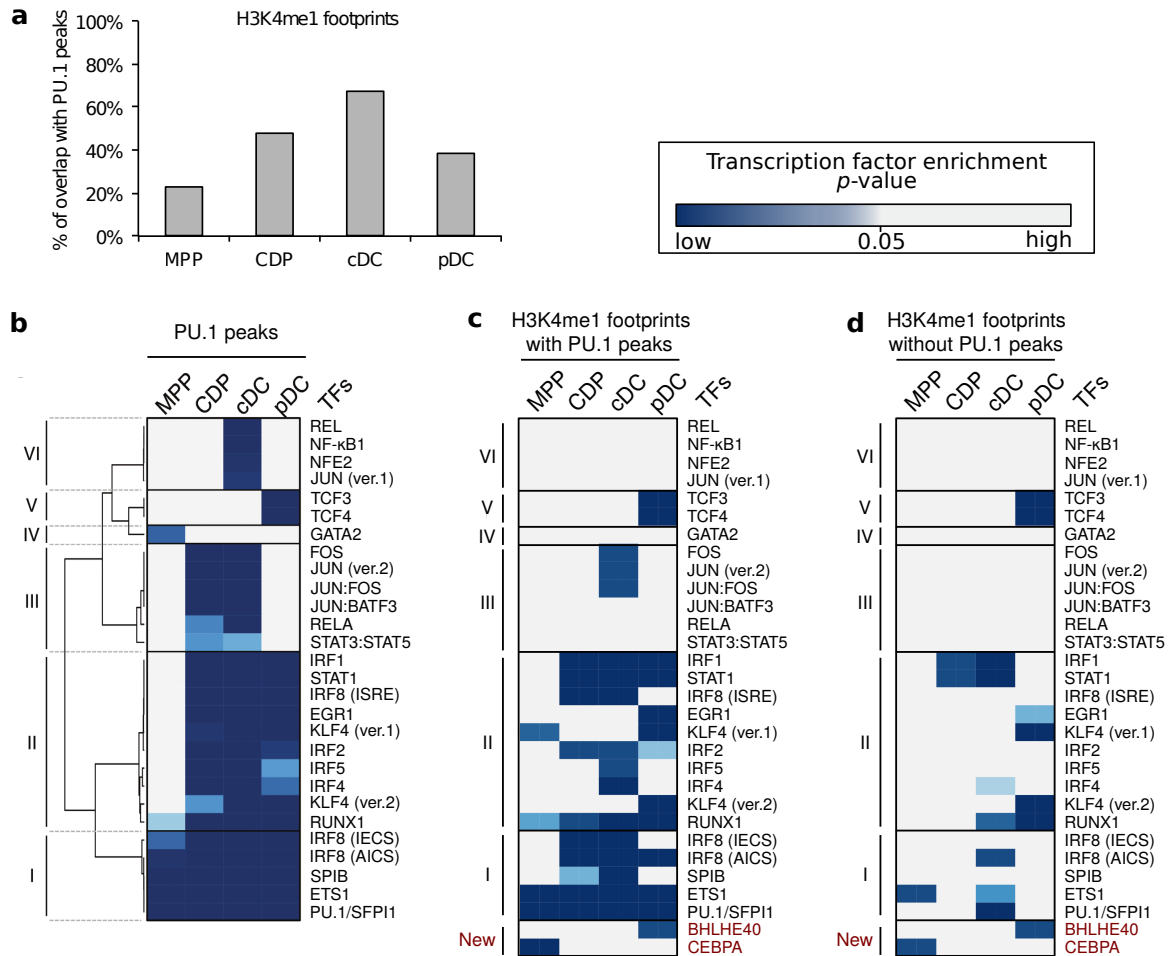 a
H3K4me1 footprints
% of overlap with PU.1 peaks
100%
80%
60%
40%
20%
0%
MPP
CDP
cDC
pDC
Transcription factor enrichment
p-value
low
0.05
high
b
PU.1 peaks
MPP
CDP
cDC
pDC
TFs
VI
V
IV
III
II
I
REL
NF-κB1
NFE2
JUN (ver.1)
TCF3
TCF4
GATA2
FOS
JUN (ver.2)
JUN:FOS
JUN:BATF3
RELA
STAT3:STAT5
IRF1
STAT1
IRF8 (ISRE)
EGR1
KLF4 (ver.1)
IRF2
IRF5
IRF4
KLF4 (ver.2)
RUNX1
IRF8 (IECS)
IRF8 (AICS)
SPIB
ETS1
PU.1/SFPI1
c
H3K4me1 footprints
with PU.1 peaks
MPP
CDP
cDC
pDC
TFs
VI
V
IV
III
II
I
New
REL
NF-κB1
NFE2
JUN (ver.1)
TCF3
TCF4
GATA2
FOS
JUN (ver.2)
JUN:FOS
JUN:BATF3
RELA
STAT3:STAT5
IRF1
STAT1
IRF8 (ISRE)
EGR1
KLF4 (ver.1)
IRF2
IRF5
IRF4
KLF4 (ver.2)
RUNX1
IRF8 (IECS)
IRF8 (AICS)
SPIB
ETS1
PU.1/SFPI1
BHLHE40
CEBPA
d
H3K4me1 footprints
without PU.1 peaks
MPP
CDP
cDC
pDC
TFs
VI
V
IV
III
II
I
New
REL
NF-κB1
NFE2
JUN (ver.1)
TCF3
TCF4
GATA2
FOS
JUN (ver.2)
JUN:FOS
JUN:BATF3
RELA
STAT3:STAT5
IRF1
STAT1
IRF8 (ISRE)
EGR1
KLF4 (ver.1)
IRF2
IRF5
IRF4
KLF4 (ver.2)
RUNX1
IRF8 (IECS)
IRF8 (AICS)
SPIB
ETS1
PU.1/SFPI1
BHLHE40
CEBPA